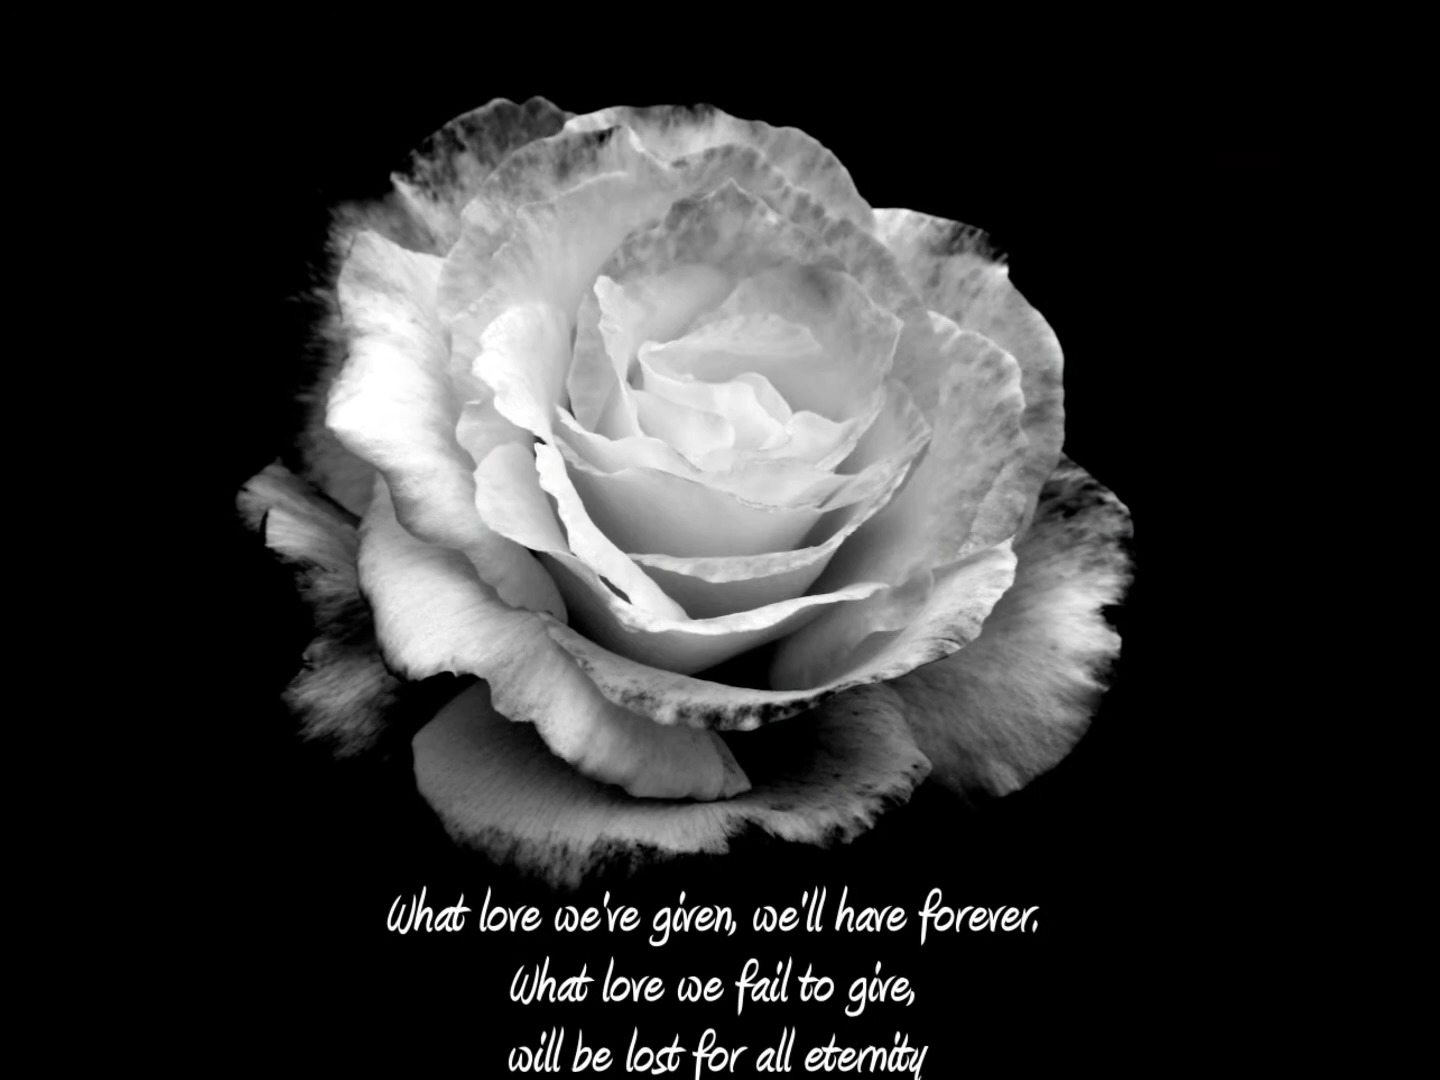 What love we've given, we'll have forever.
What love we fail to give,
will be lost for all eternity